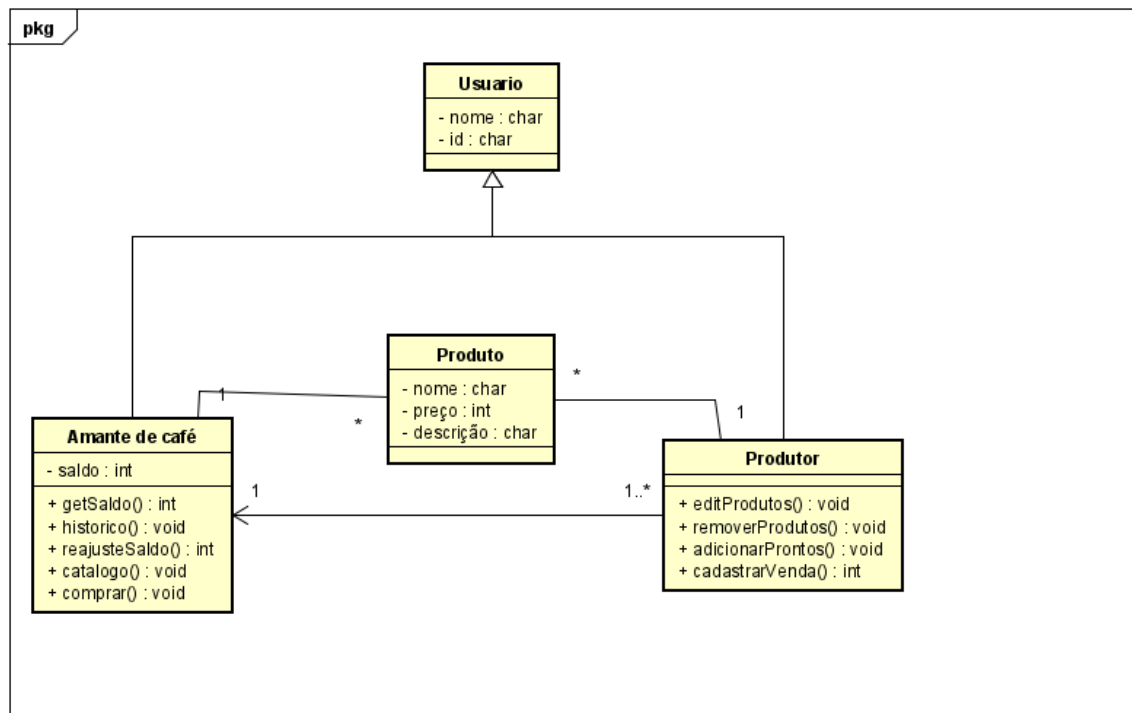 pkg
Usuario
- nome : char
- id : char
Produto
- nome : char
- preço : int
- descrição : char
1
*
*
1
Amante de café
- saldo : int
+ getSaldo() : int
+ historico() : void
+ reajusteSaldo() : int
+ catalogo() : void
+ comprar() : void
1
1..*
Produtor
+ editProdutos() : void
+ removerProdutos() : void
+ adicionarProntos() : void
+ cadastrarVenda() : int